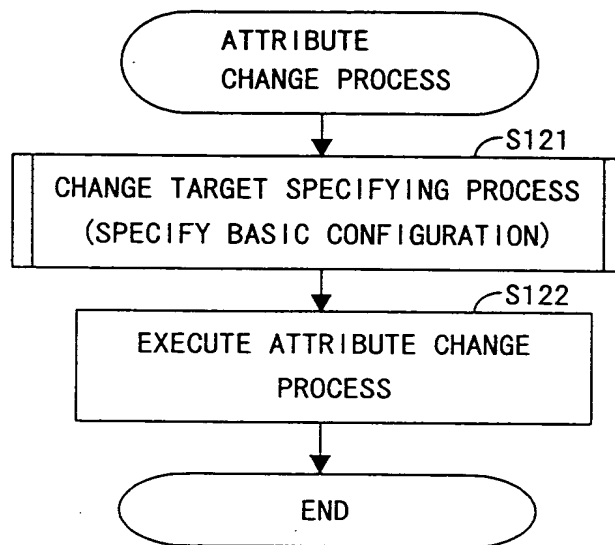 ATTRIBUTE
CHANGE PROCESS
S121
CHANGE TARGET SPECIFYING PROCESS
(SPECIFY BASIC CONFIGURATION)
S122
EXECUTE ATTRIBUTE CHANGE
PROCESS
END